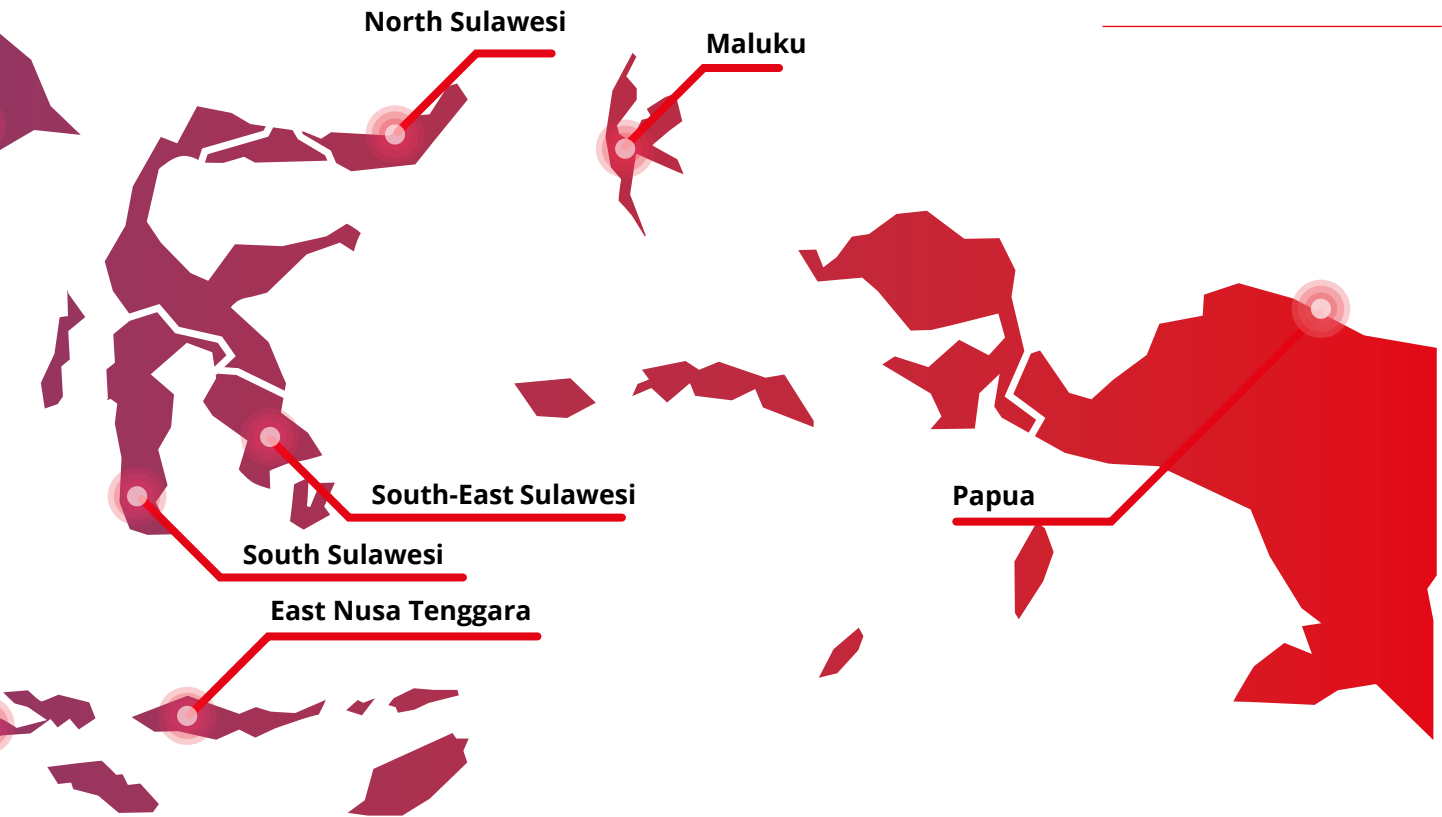 North Sulawesi
Maluku
South-East Sulawesi
Papua
South Sulawesi
East Nusa Tenggara